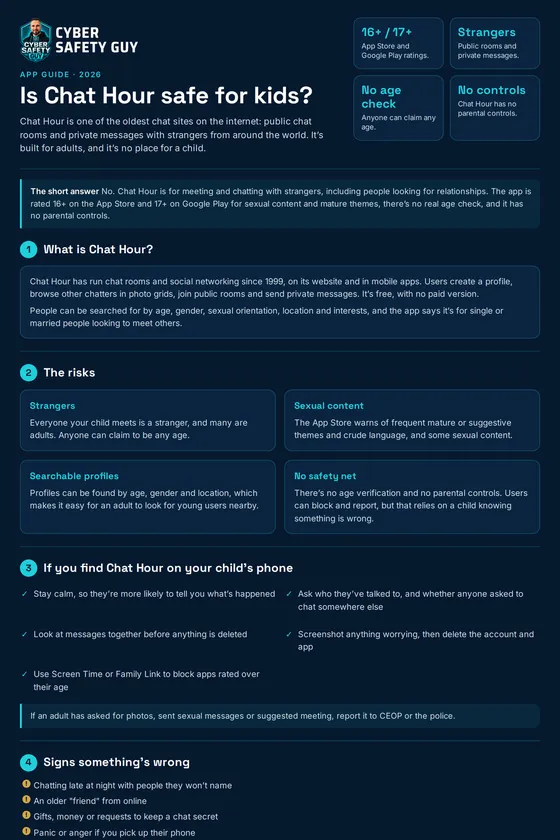 CYBER
SAFETY GUY
CYBER
SAFETY
GUY
APP GUIDE · 2026
Is Chat Hour safe for kids?
Chat Hour is one of the oldest chat sites on the internet: public chat
rooms and private messages with strangers from around the world. It's
built for adults, and it's no place for a child.
16+ / 17+
App Store and
Google Play ratings.
Strangers
Public rooms and
private messages.
No age
check
Anyone can claim any
age.
No controls
Chat Hour has no
parental controls.
The short answer No. Chat Hour is for meeting and chatting with strangers, including people looking for relationships. The app is
rated 16+ on the App Store and 17+ on Google Play for sexual content and mature themes, there's no real age check, and it has
no parental controls.
1 What is Chat Hour?
Chat Hour has run chat rooms and social networking since 1999, on its website and in mobile apps. Users create a profile,
browse other chatters in photo grids, join public rooms and send private messages. It's free, with no paid version.
People can be searched for by age, gender, sexual orientation, location and interests, and the app says it's for single or
married people looking to meet others.
2 The risks
Strangers
Everyone your child meets is a stranger, and many are
adults. Anyone can claim to be any age.
Sexual content
The App Store warns of frequent mature or suggestive
themes and crude language, and some sexual content.
Searchable profiles
Profiles can be found by age, gender and location, which
makes it easy for an adult to look for young users nearby.
No safety net
There's no age verification and no parental controls. Users
can block and report, but that relies on a child knowing
something is wrong.
3 If you find Chat Hour on your child's phone
✓ Stay calm, so they're more likely to tell you what's happened
✓ Ask who they've talked to, and whether anyone asked to
chat somewhere else
✓ Look at messages together before anything is deleted
✓ Screenshot anything worrying, then delete the account and
app
✓ Use Screen Time or Family Link to block apps rated over
their age
If an adult has asked for photos, sent sexual messages or suggested meeting, report it to CEOP or the police.
4 Signs something's wrong
! Chatting late at night with people they won't name
! An older "friend" from online
! Gifts, money or requests to keep a chat secret
! Panic or anger if you pick up their phone